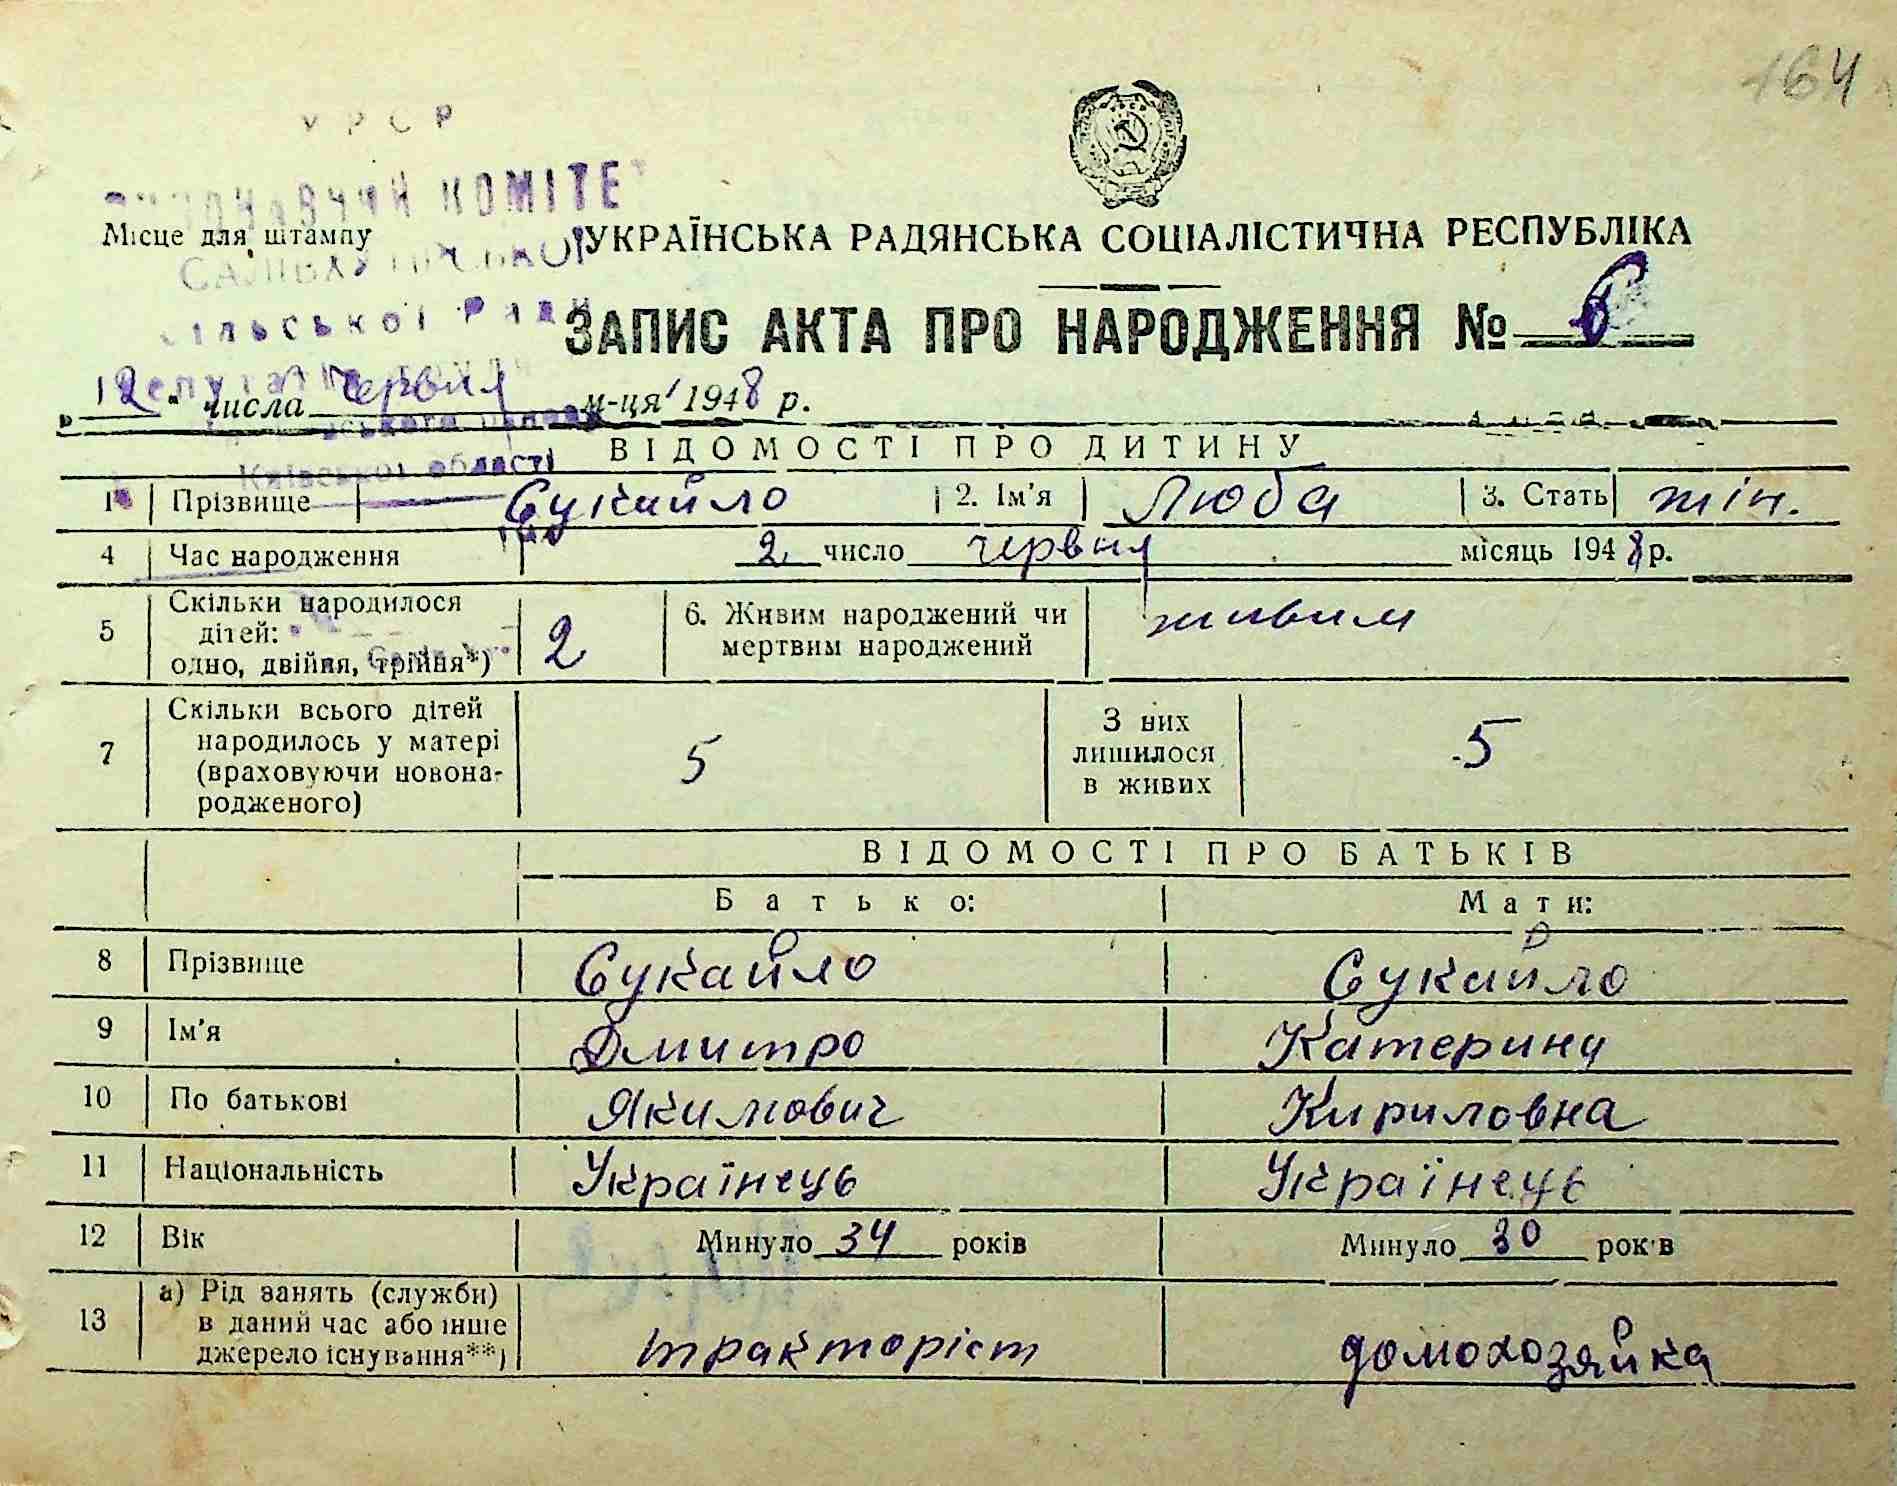 164
УРСР
ВИКОНАВЧИЙ КОМІТЕТ
Місце для штампу
УКРАЇНСЬКА РАДЯНСЬКА СОЦІАЛІСТИЧНА РЕСПУБЛІКА
сільської Ради
ЗАПИС АКТА ПРО НАРОДЖЕННЯ № 6
Депутатів
„12“ числа Червня м-ця 1948 р.
Київської області
ВІДОМОСТІ ПРО ДИТИНУ
1 Прізвище Сукайло 2. Ім'я Люба 3. Стать жін.
4 Час народження 2 число червня місяць 1948 р.
5 Скільки народилося дітей: одно, двійня, трійня*) 2 6. Живим народжений чи мертвим народжений живим
7 Скільки всього дітей народилось у матері (враховуючи новонародженого) 5 З них лишилося в живих 5
ВІДОМОСТІ ПРО БАТЬКІВ
Батько: Мати:
8 Прізвище Сукайло Сукайло
9 Ім'я Дмитро Катерина
10 По батькові Якимович Кириловна
11 Національність Українець Українець
12 Вік Минуло 34 років Минуло 30 років
13 а) Рід занять (служби) в даний час або інше джерело існування**) тракторіст домохозяйка